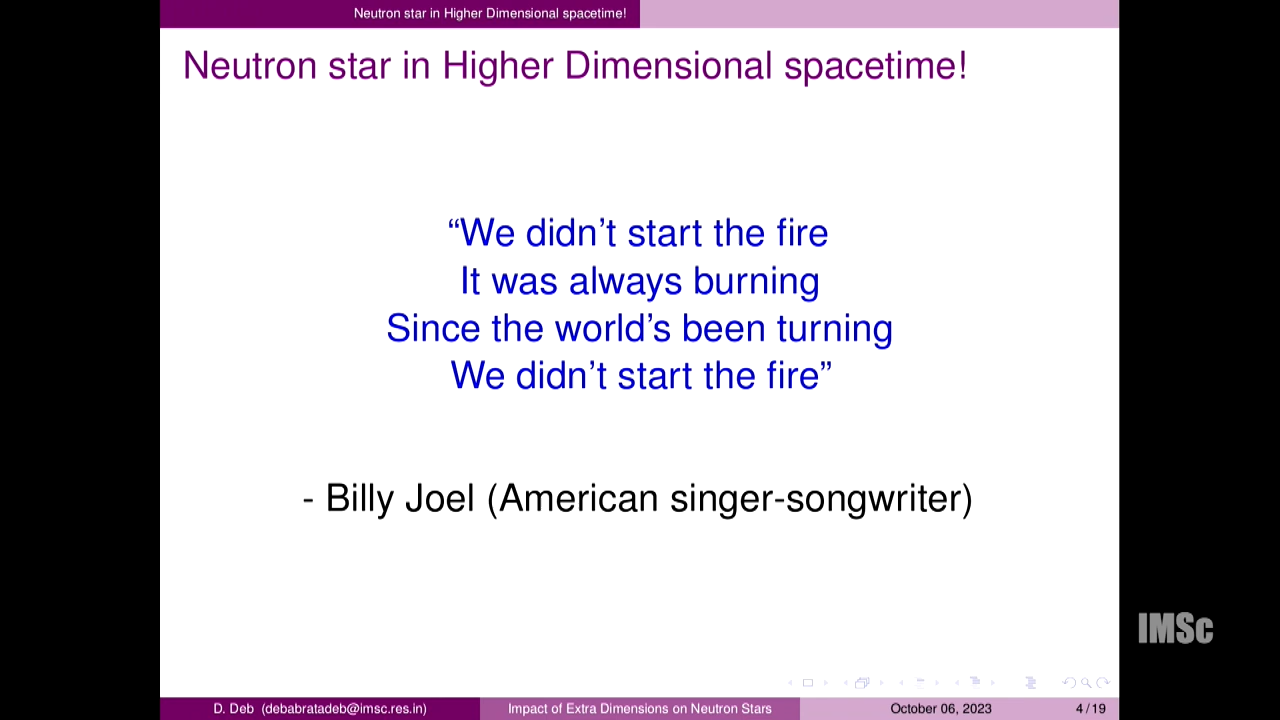 Neutron star in Higher Dimensional spacetime!
Neutron star in Higher Dimensional spacetime!
“We didn’t start the fire
It was always burning
Since the world’s been turning
We didn’t start the fire”
- Billy Joel (American singer-songwriter)
IMSc
D. Deb (debabratadeb@imsc.res.in)
Impact of Extra Dimensions on Neutron Stars
October 06, 2023
4 / 19